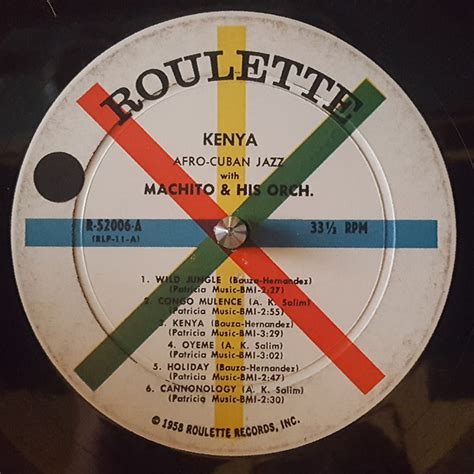 ROULETTE
KENYA
AFRO-CUBAN JAZZ
with
MACHITO & HIS ORCH.
R-52006-A 33⅓ RPM
(RLP-11-A)
1. WILD JUNGLE (Bauza-Hernandez)
(Patricia Music-BMI-2:27)
2. CONGO MULENCE (A. K. Salim)
(Patricia Music-BMI-2:55)
3. KENYA (Bauza-Hernandez)
(Patricia Music-BMI-3:29)
4. OYEME (A. K. Salim)
(Patricia Music-BMI-3:02)
5. HOLIDAY (Bauza-Hernandez)
(Patricia Music-BMI-2:47)
6. CANNONOLOGY (A. K. Salim)
(Patricia Music-BMI-2:30)
© 1958 ROULETTE RECORDS, INC.